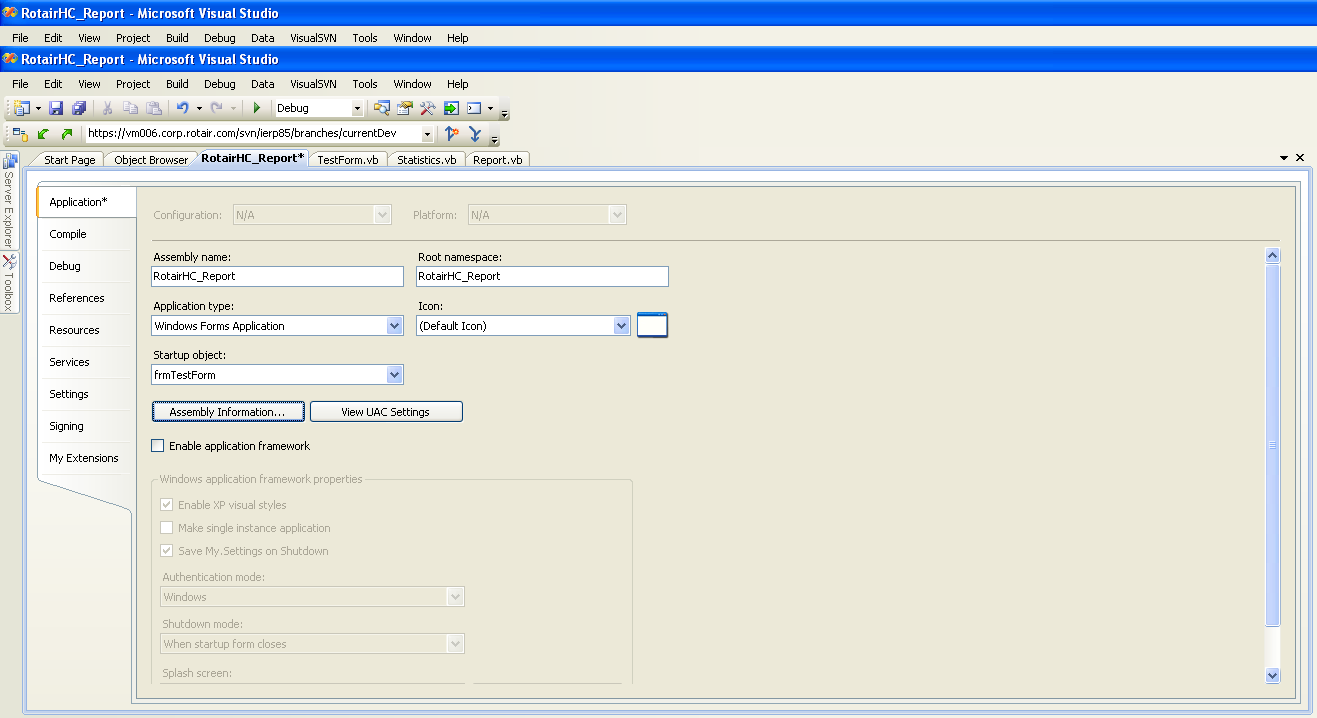 RotairHC_Report - Microsoft Visual Studio
File Edit View Project Build Debug Data VisualSVN Tools Window Help
RotairHC_Report - Microsoft Visual Studio
File Edit View Project Build Debug Data VisualSVN Tools Window Help
Debug
https://vm006.corp.rotair.com/svn/ierp85/branches/currentDev
Start Page Object Browser RotairHC_Report* TestForm.vb Statistics.vb Report.vb
Server Explorer
Toolbox
Application*
Compile
Debug
References
Resources
Services
Settings
Signing
My Extensions
Configuration: N/A Platform: N/A
Assembly name: Root namespace:
RotairHC_Report RotairHC_Report
Application type: Icon:
Windows Forms Application (Default Icon)
Startup object:
frmTestForm
Assembly Information... View UAC Settings
Enable application framework
Windows application framework properties
Enable XP visual styles
Make single instance application
Save My.Settings on Shutdown
Authentication mode:
Windows
Shutdown mode:
When startup form closes
Splash screen: